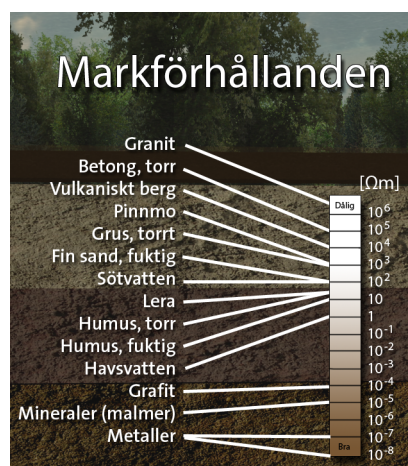 Markförhållanden
Granit
Betong, torr
Vulkaniskt berg
Pinnmo
Grus, torrt
Fin sand, fuktig
Sötvatten
Lera
Humus, torr
Humus, fuktig
Havsvatten
Grafit
Mineraler (malmer)
Metaller
[Ωm]
Dålig
10⁶
10⁵
10⁴
10³
10²
10
1
10⁻¹
10⁻²
10⁻³
10⁻⁴
10⁻⁵
10⁻⁶
10⁻⁷
Bra
10⁻⁸